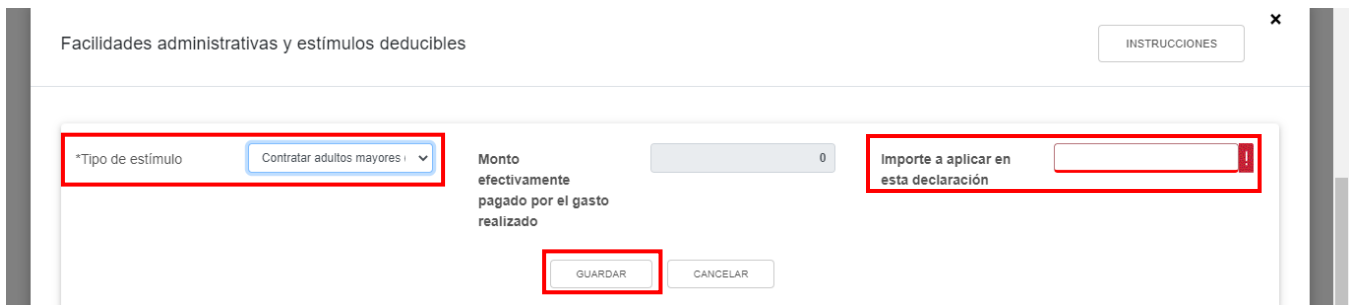 ×
Facilidades administrativas y estímulos deducibles
INSTRUCCIONES
*Tipo de estímulo
Contratar adultos mayores
Monto
efectivamente
pagado por el gasto
realizado
0
Importe a aplicar en
esta declaración
!
GUARDAR
CANCELAR